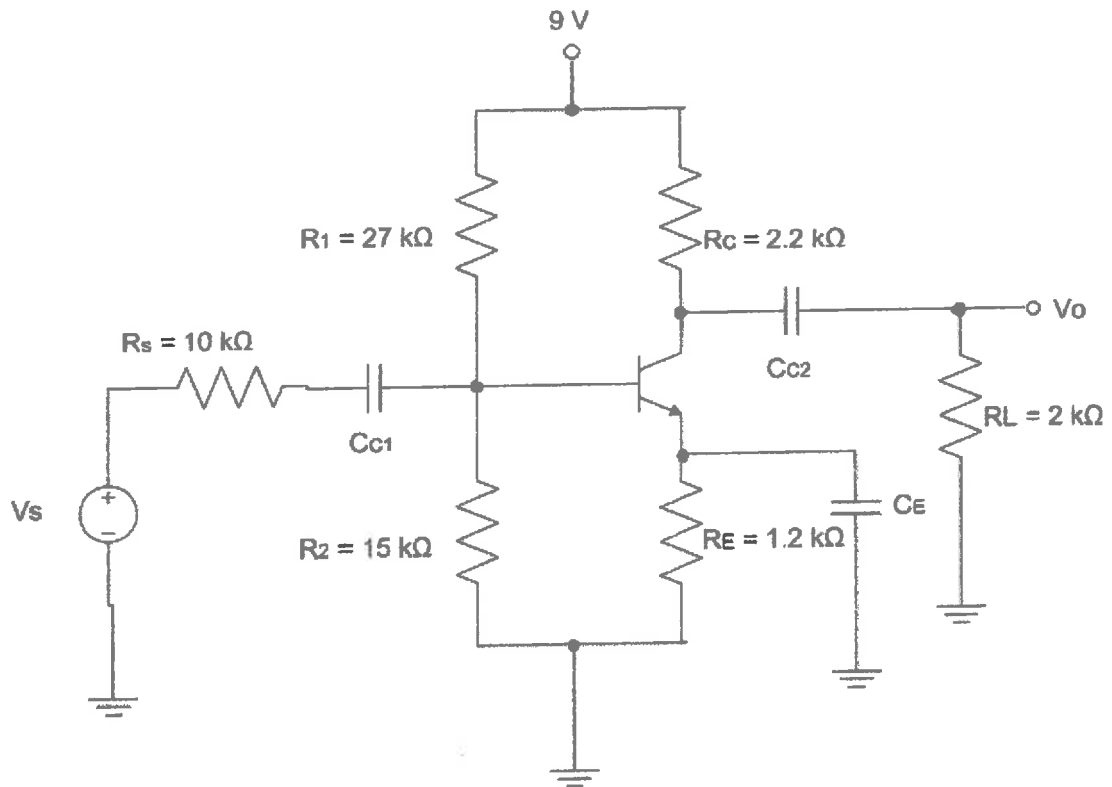 9 V
R1 = 27 kΩ
RC = 2.2 kΩ
Rs = 10 kΩ
Vo
CC2
RL = 2 kΩ
CC1
Vs
+
−
CE
R2 = 15 kΩ
RE = 1.2 kΩ